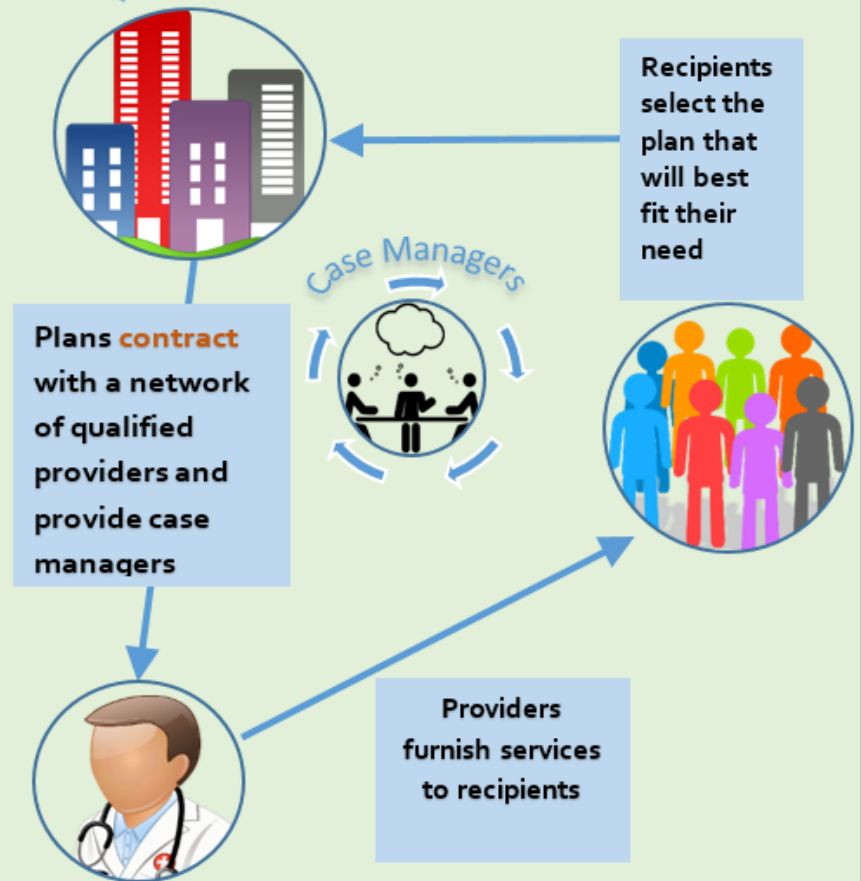 Recipients
select the
plan that
will best
fit their
need
Case Managers
Plans contract
with a network
of qualified
providers and
provide case
managers
Providers
furnish services
to recipients